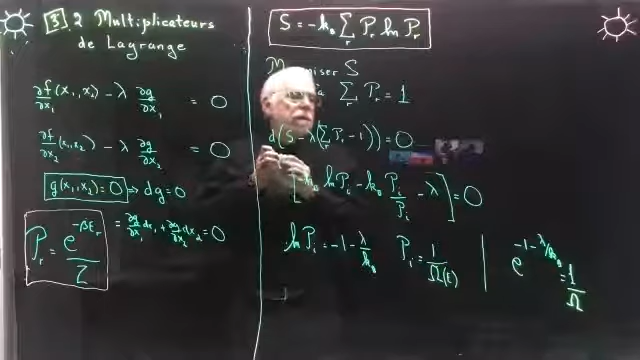 3.2 Multiplicateurs
de Lagrange
∂f/∂x₁ (x₁,x₂) - λ ∂g/∂x₁ = 0
∂f/∂x₂ (x₁,x₂) - λ ∂g/∂x₂ = 0
g(x₁,x₂)=0 ⇒ dg=0
= ∂g/∂x₁ dx₁ + ∂g/∂x₂ dx₂ = 0
Pᵣ = e^(-βEᵣ) / Z
S = -k_B ∑ᵣ Pᵣ ln Pᵣ
S
∑ᵣ Pᵣ = 1
d(S - λ(∑ᵣ Pᵣ - 1)) = 0
ln Pᵢ - k_B Pᵢ/Pᵢ - λ] = 0
ln Pᵢ = -1 - λ/k_B
Pᵢ = 1/Ω(E)
e^(-1-λ/k_B) = 1/Ω